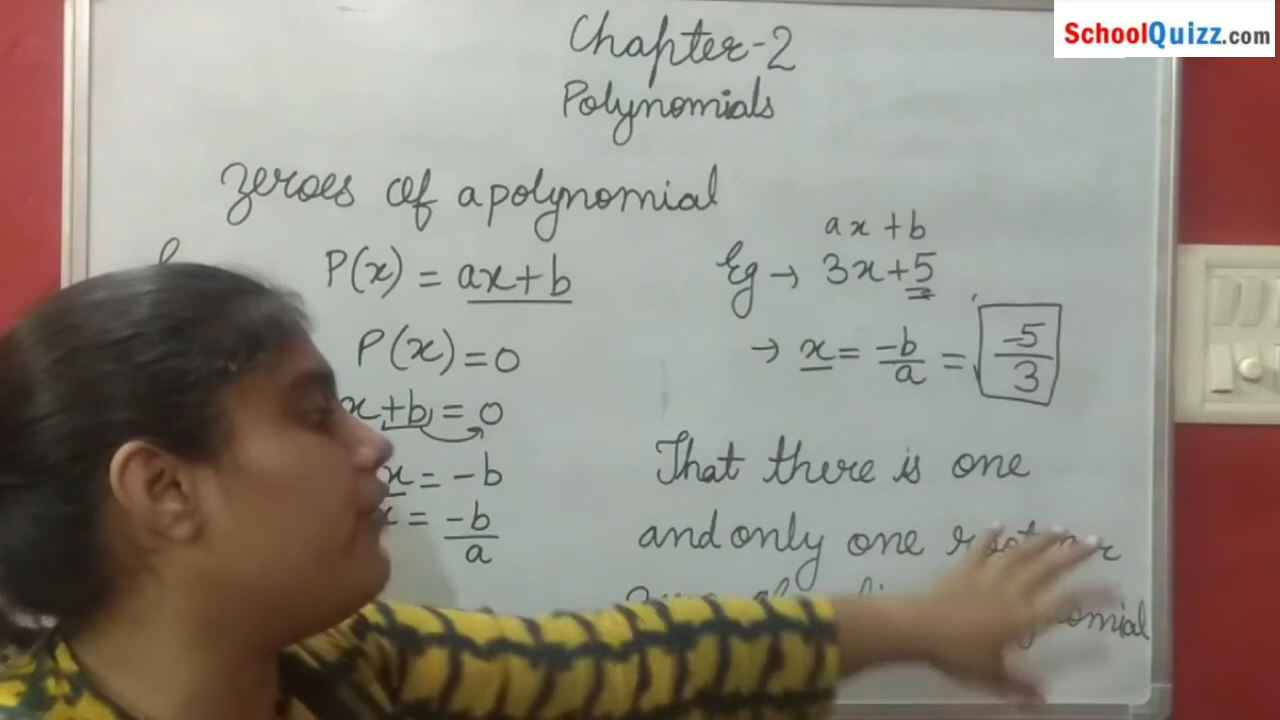 SchoolQuizz.com
Chapter-2
Polynomials
zeroes of a polynomial
P(x) = ax+b
P(x)=0
x+b=0
x = -b
x = -b/a
ax+b
Eg → 3x+5
→ x = -b/a = -5/3
That there is one
and only one